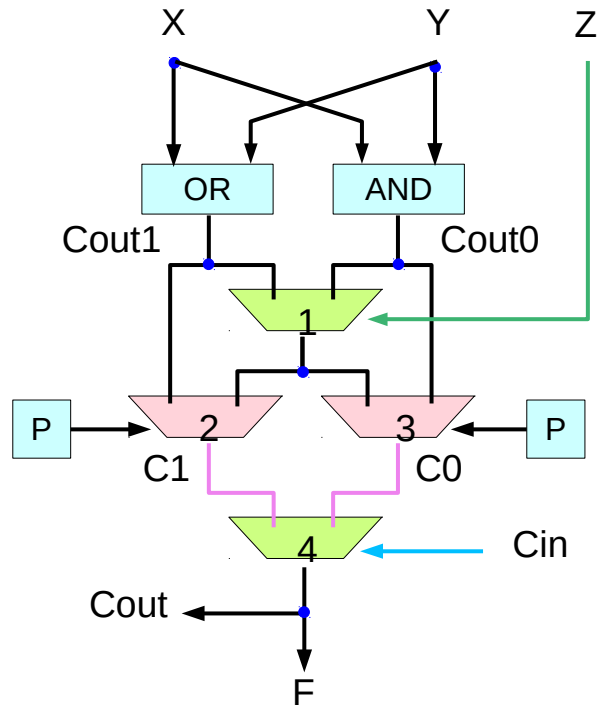 X Y Z
OR AND
Cout1 Cout0
1
P 2 3 P
C1 C0
4 Cin
Cout
F